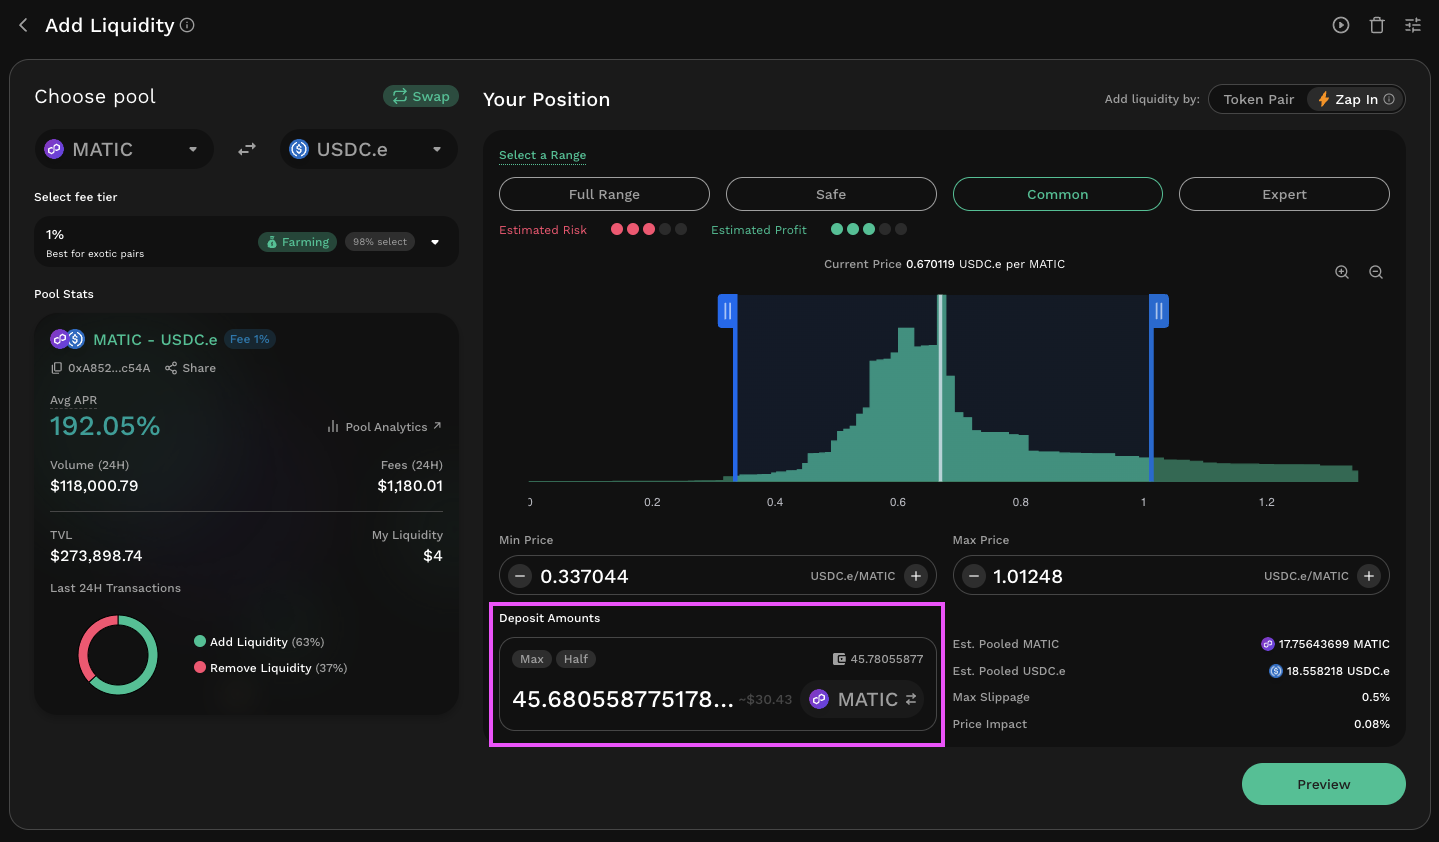 Add Liquidity
Choose pool
Swap
MATIC
USDC.e
Select fee tier
1%
Best for exotic pairs
Farming
98% select
Pool Stats
MATIC - USDC.e
Fee 1%
0xA852...c54A
Share
Avg APR
192.05%
Pool Analytics
Volume (24H)
Fees (24H)
$118,000.79
$1,180.01
TVL
My Liquidity
$273,898.74
$4
Last 24H Transactions
Add Liquidity (63%)
Remove Liquidity (37%)
Your Position
Add liquidity by:
Token Pair
Zap In
Select a Range
Full Range
Safe
Common
Expert
Estimated Risk
Estimated Profit
Current Price 0.670119 USDC.e per MATIC
0 0.2 0.4 0.6 0.8 1 1.2
Min Price
0.337044
USDC.e/MATIC
Max Price
1.01248
USDC.e/MATIC
Deposit Amounts
Max
Half
45.78055877
45.680558775178...
~$30.43
MATIC
Est. Pooled MATIC
17.75643699 MATIC
Est. Pooled USDC.e
18.558218 USDC.e
Max Slippage
0.5%
Price Impact
0.08%
Preview